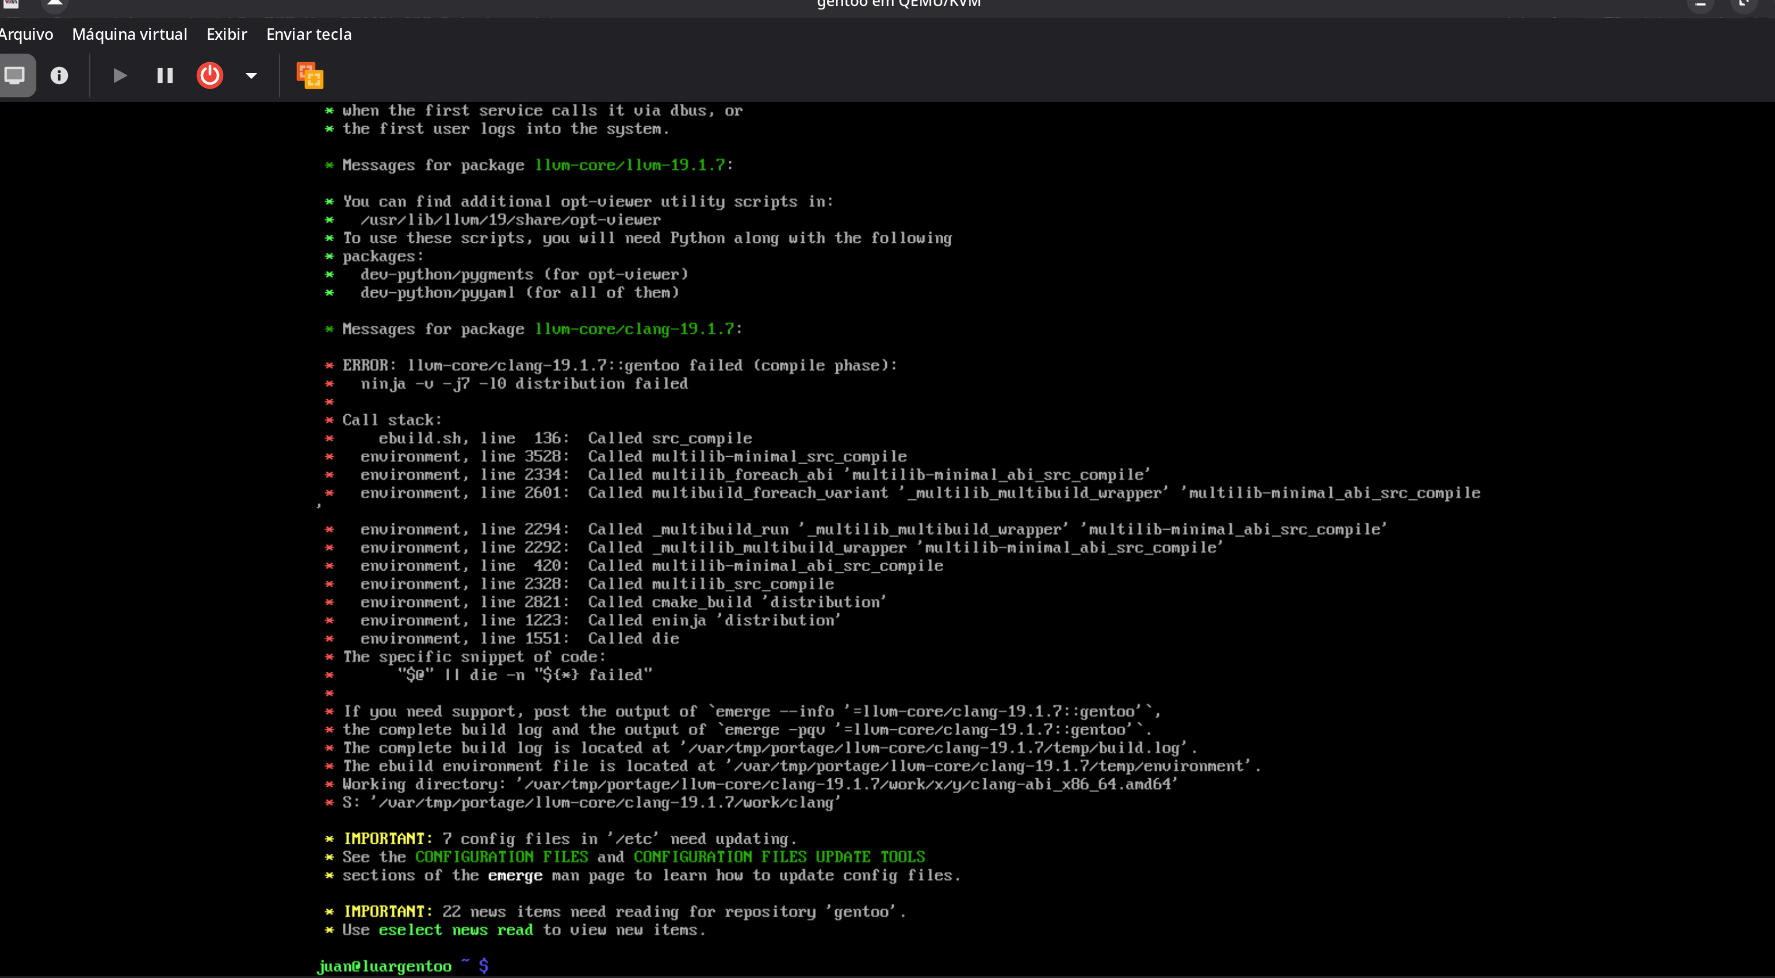 gentoo em QEMU/KVM
Arquivo Máquina virtual Exibir Enviar tecla
* when the first service calls it via dbus, or
* the first user logs into the system.
* Messages for package llvm-core/llvm-19.1.7:
* You can find additional opt-viewer utility scripts in:
*   /usr/lib/llvm/19/share/opt-viewer
* To use these scripts, you will need Python along with the following
* packages:
*   dev-python/pygments (for opt-viewer)
*   dev-python/pyyaml (for all of them)
* Messages for package llvm-core/clang-19.1.7:
* ERROR: llvm-core/clang-19.1.7::gentoo failed (compile phase):
*   ninja -v -j7 -l0 distribution failed
*
* Call stack:
*     ebuild.sh, line  136:  Called src_compile
*   environment, line 3528:  Called multilib-minimal_src_compile
*   environment, line 2334:  Called multilib_foreach_abi 'multilib-minimal_abi_src_compile'
*   environment, line 2601:  Called multibuild_foreach_variant '_multilib_multibuild_wrapper' 'multilib-minimal_abi_src_compile
'
*   environment, line 2294:  Called _multibuild_run '_multilib_multibuild_wrapper' 'multilib-minimal_abi_src_compile'
*   environment, line 2292:  Called _multilib_multibuild_wrapper 'multilib-minimal_abi_src_compile'
*   environment, line  420:  Called multilib-minimal_abi_src_compile
*   environment, line 2328:  Called multilib_src_compile
*   environment, line 2821:  Called cmake_build 'distribution'
*   environment, line 1223:  Called eninja 'distribution'
*   environment, line 1551:  Called die
* The specific snippet of code:
*       "$@" || die -n "${*} failed"
*
* If you need support, post the output of `emerge --info '=llvm-core/clang-19.1.7::gentoo'`,
* the complete build log and the output of `emerge -pqv '=llvm-core/clang-19.1.7::gentoo'`.
* The complete build log is located at '/var/tmp/portage/llvm-core/clang-19.1.7/temp/build.log'.
* The ebuild environment file is located at '/var/tmp/portage/llvm-core/clang-19.1.7/temp/environment'.
* Working directory: '/var/tmp/portage/llvm-core/clang-19.1.7/work/x/y/clang-abi_x86_64.amd64'
* S: '/var/tmp/portage/llvm-core/clang-19.1.7/work/clang'
* IMPORTANT: 7 config files in '/etc' need updating.
* See the CONFIGURATION FILES and CONFIGURATION FILES UPDATE TOOLS
* sections of the emerge man page to learn how to update config files.
* IMPORTANT: 22 news items need reading for repository 'gentoo'.
* Use eselect news read to view new items.
juan@luargentoo ~ $